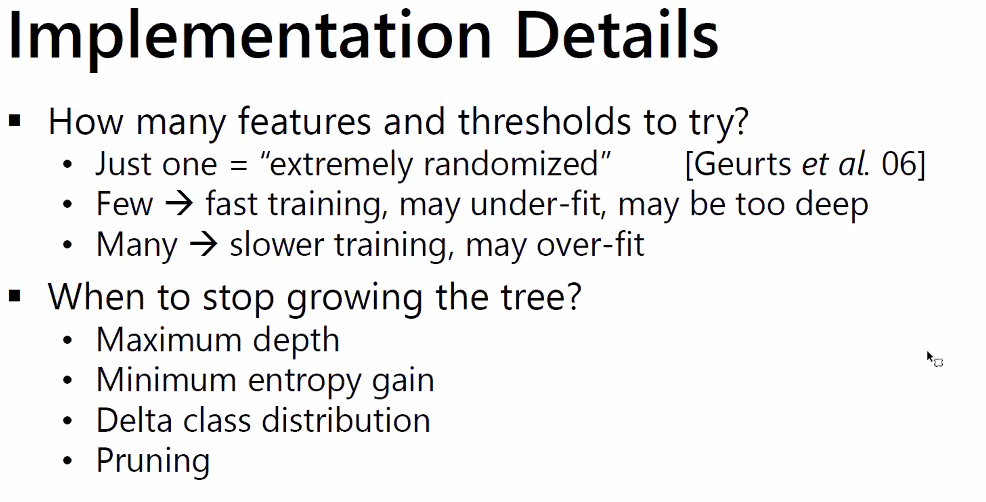 Implementation Details
▪ How many features and thresholds to try?
• Just one = “extremely randomized” [Geurts et al. 06]
• Few → fast training, may under-fit, may be too deep
• Many → slower training, may over-fit
▪ When to stop growing the tree?
• Maximum depth
• Minimum entropy gain
• Delta class distribution
• Pruning